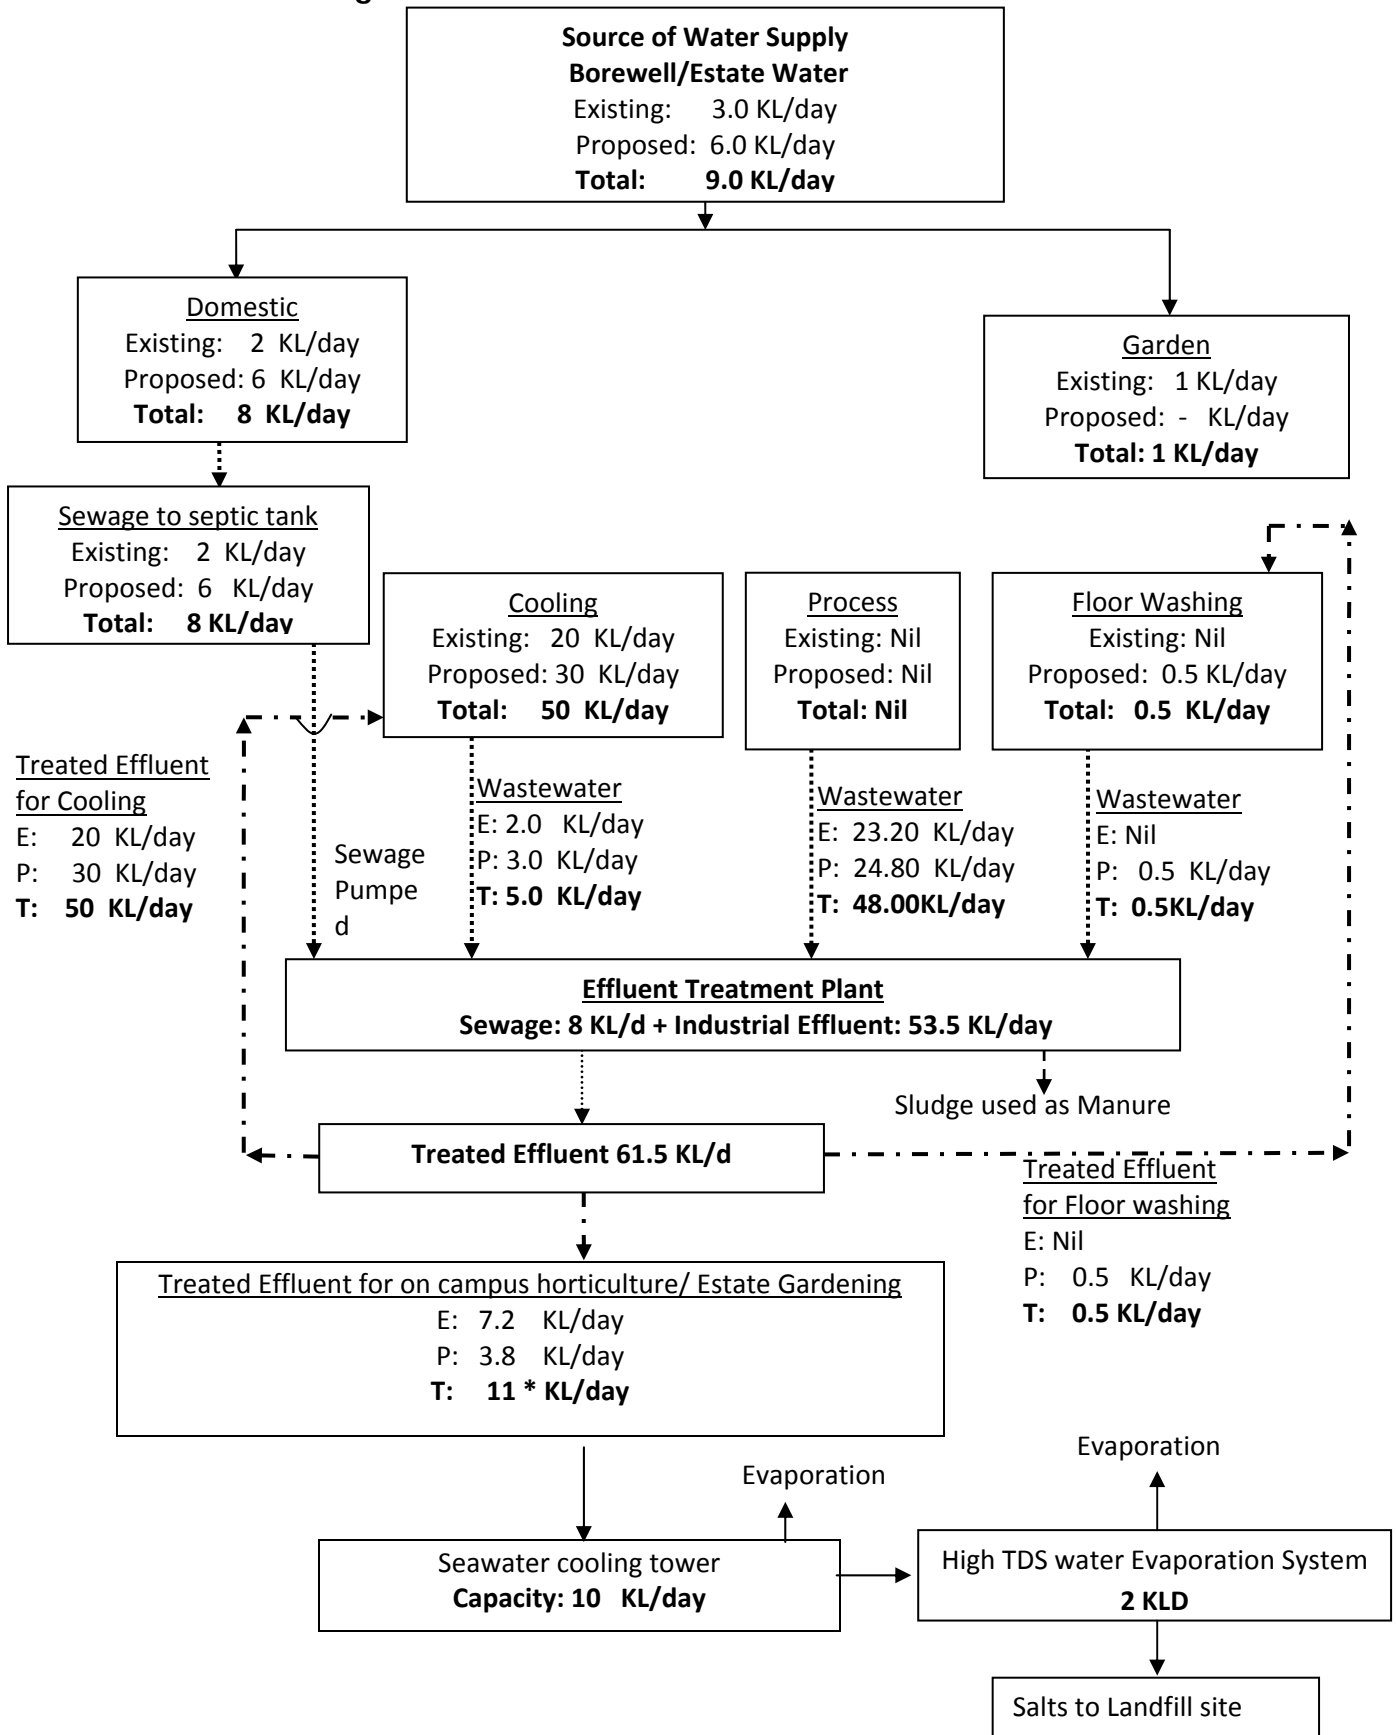 g
Source of Water Supply
Borewell/Estate Water
Existing: 3.0 KL/day
Proposed: 6.0 KL/day
Total: 9.0 KL/day
Domestic
Existing: 2 KL/day
Proposed: 6 KL/day
Total: 8 KL/day
Garden
Existing: 1 KL/day
Proposed: - KL/day
Total: 1 KL/day
Sewage to septic tank
Existing: 2 KL/day
Proposed: 6 KL/day
Total: 8 KL/day
Cooling
Existing: 20 KL/day
Proposed: 30 KL/day
Total: 50 KL/day
Process
Existing: Nil
Proposed: Nil
Total: Nil
Floor Washing
Existing: Nil
Proposed: 0.5 KL/day
Total: 0.5 KL/day
Treated Effluent
for Cooling
E: 20 KL/day
P: 30 KL/day
T: 50 KL/day
Sewage
Pumpe
d
Wastewater
E: 2.0 KL/day
P: 3.0 KL/day
T: 5.0 KL/day
Wastewater
E: 23.20 KL/day
P: 24.80 KL/day
T: 48.00KL/day
Wastewater
E: Nil
P: 0.5 KL/day
T: 0.5KL/day
Effluent Treatment Plant
Sewage: 8 KL/d + Industrial Effluent: 53.5 KL/day
Sludge used as Manure
Treated Effluent 61.5 KL/d
Treated Effluent
for Floor washing
E: Nil
P: 0.5 KL/day
T: 0.5 KL/day
Treated Effluent for on campus horticulture/ Estate Gardening
E: 7.2 KL/day
P: 3.8 KL/day
T: 11 * KL/day
Evaporation
Evaporation
Seawater cooling tower
Capacity: 10 KL/day
High TDS water Evaporation System
2 KLD
Salts to Landfill site